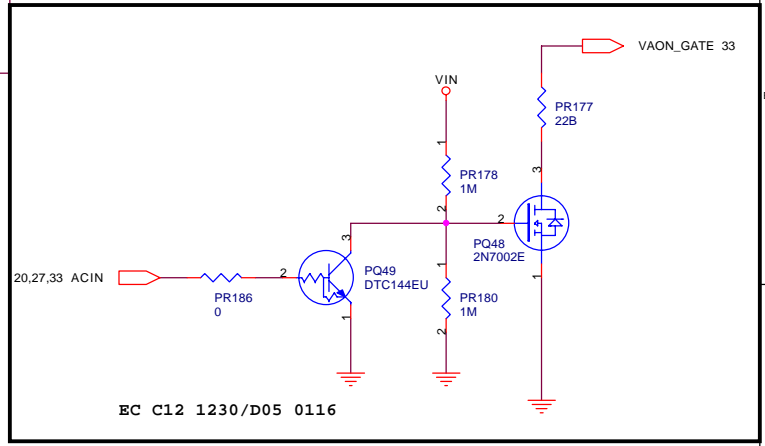 VAON_GATE 33
VIN
PR177
22B
1
3
PR178
1M
2
2
3
PQ48
2N7002E
PQ49
DTC144EU
20,27,33 ACIN
2
1
PR180
1M
PR186
0
1
1
2
EC C12 1230/D05 0116